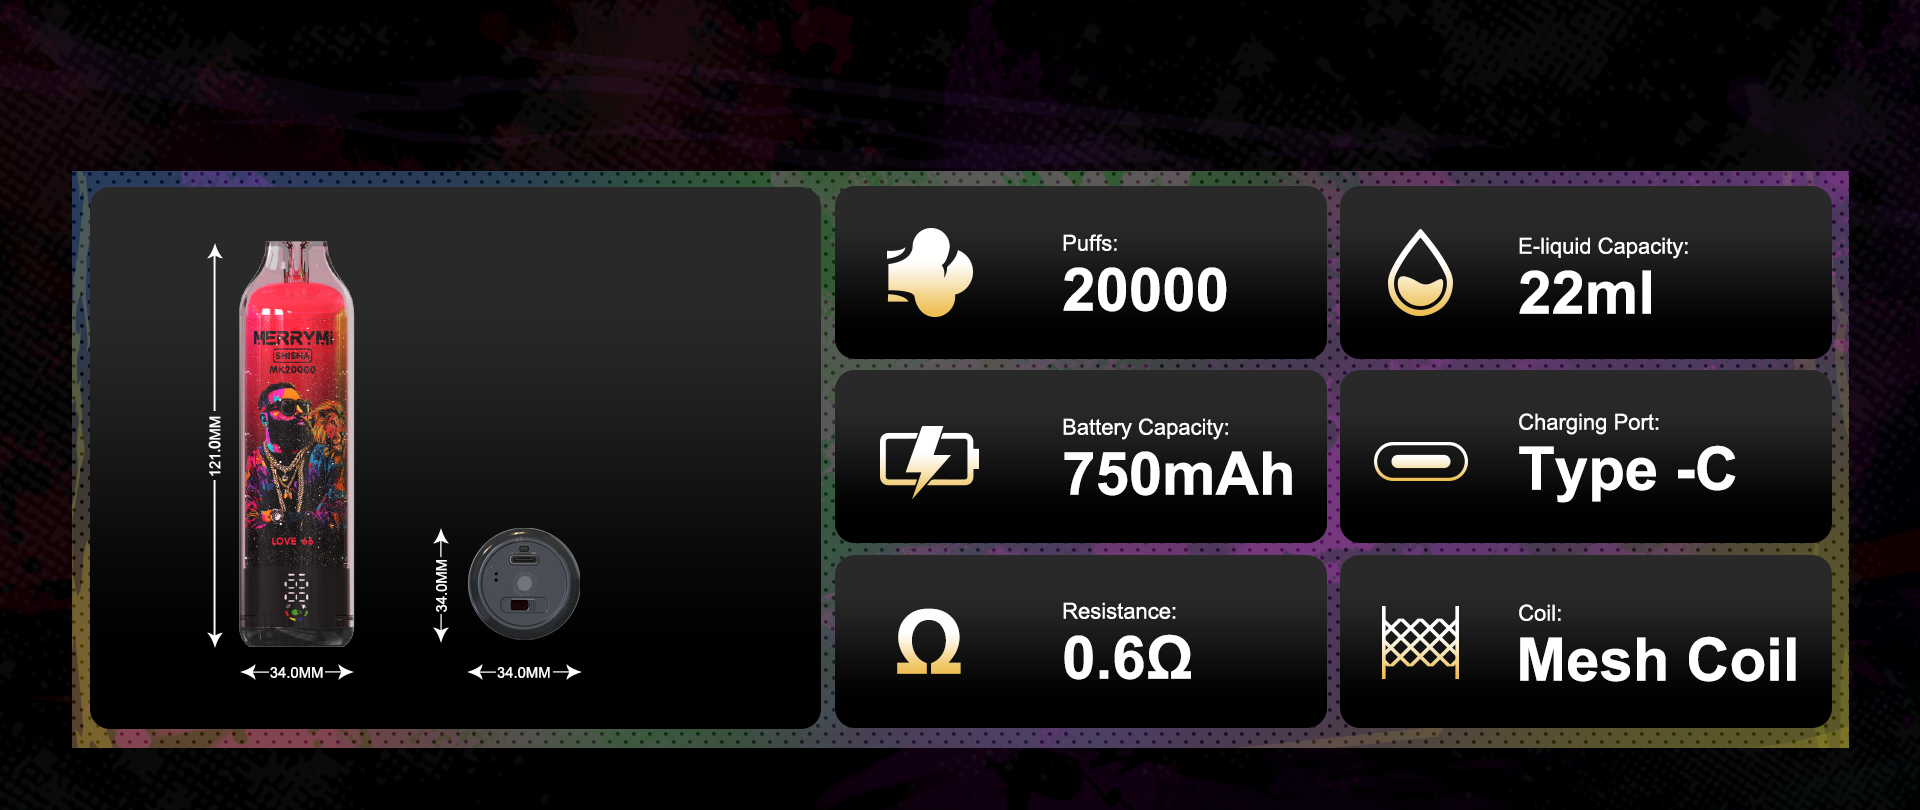 MERRYMI
SHISHA
MK20000
LOVE 66
121.0MM
34.0MM
34.0MM
34.0MM
Puffs:
20000
E-liquid Capacity:
22ml
Battery Capacity:
750mAh
Charging Port:
Type -C
Resistance:
0.6Ω
Coil:
Mesh Coil
Ω